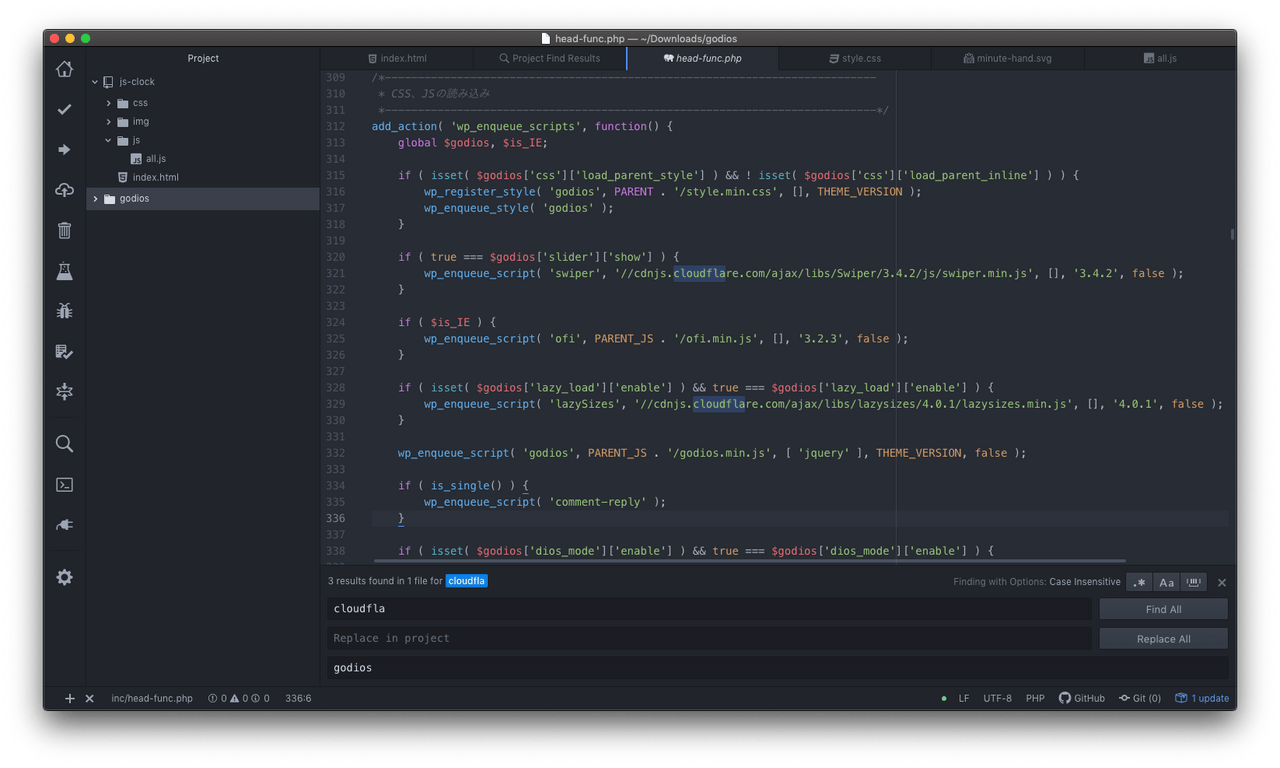 head-func.php — ~/Downloads/godios
Project
index.html
Project Find Results
head-func.php
style.css
minute-hand.svg
all.js
js-clock
css
img
js
all.js
index.html
godios
309 /*------------------------------------------------------------------------
310 * CSS、JSの読み込み
311 *------------------------------------------------------------------------*/
312 add_action( 'wp_enqueue_scripts', function() {
313 global $godios, $is_IE;
314
315 if ( isset( $godios['css']['load_parent_style'] ) && ! isset( $godios['css']['load_parent_inline'] ) ) {
316 wp_register_style( 'godios', PARENT . '/style.min.css', [], THEME_VERSION );
317 wp_enqueue_style( 'godios' );
318 }
319
320 if ( true === $godios['slider']['show'] ) {
321 wp_enqueue_script( 'swiper', '//cdnjs.cloudflare.com/ajax/libs/Swiper/3.4.2/js/swiper.min.js', [], '3.4.2', false );
322 }
323
324 if ( $is_IE ) {
325 wp_enqueue_script( 'ofi', PARENT_JS . '/ofi.min.js', [], '3.2.3', false );
326 }
327
328 if ( isset( $godios['lazy_load']['enable'] ) && true === $godios['lazy_load']['enable'] ) {
329 wp_enqueue_script( 'lazySizes', '//cdnjs.cloudflare.com/ajax/libs/lazysizes/4.0.1/lazysizes.min.js', [], '4.0.1', false );
330 }
331
332 wp_enqueue_script( 'godios', PARENT_JS . '/godios.min.js', [ 'jquery' ], THEME_VERSION, false );
333
334 if ( is_single() ) {
335 wp_enqueue_script( 'comment-reply' );
336 }
337
338 if ( isset( $godios['dios_mode']['enable'] ) && true === $godios['dios_mode']['enable'] ) {
3 results found in 1 file for cloudfla
Finding with Options: Case Insensitive
.* Aa
cloudfla
Find All
Replace in project
Replace All
godios
inc/head-func.php 0 0 0 336:6
LF UTF-8 PHP GitHub Git (0) 1 update